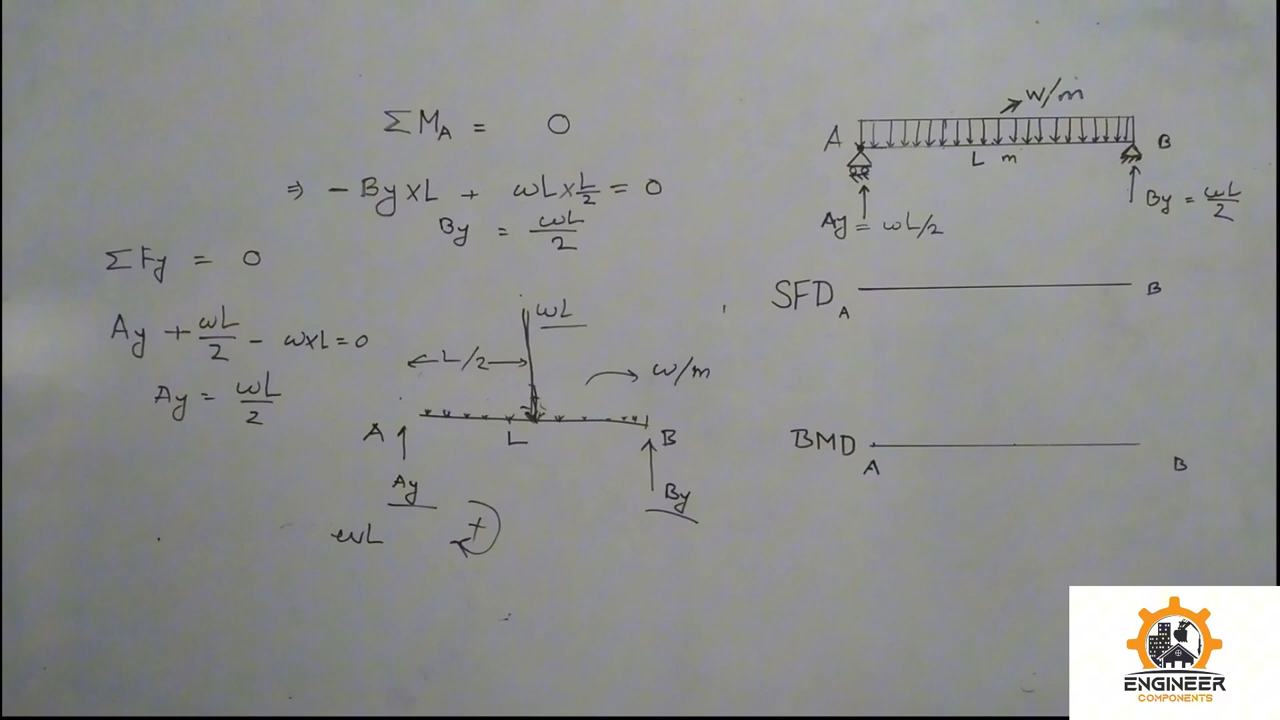 ΣM_A = 0
⇒ - By×L + ωL×L/2 = 0
By = ωL/2
ΣFy = 0
Ay + ωL/2 - ω×L = 0
Ay = ωL/2
ωL
L/2
w/m
A
L
B
Ay
By
ωL
+
W/m
A
B
L m
Ay = ωL/2
By = ωL/2
SFD
A
B
BMD
A
B
ENGINEER
COMPONENTS